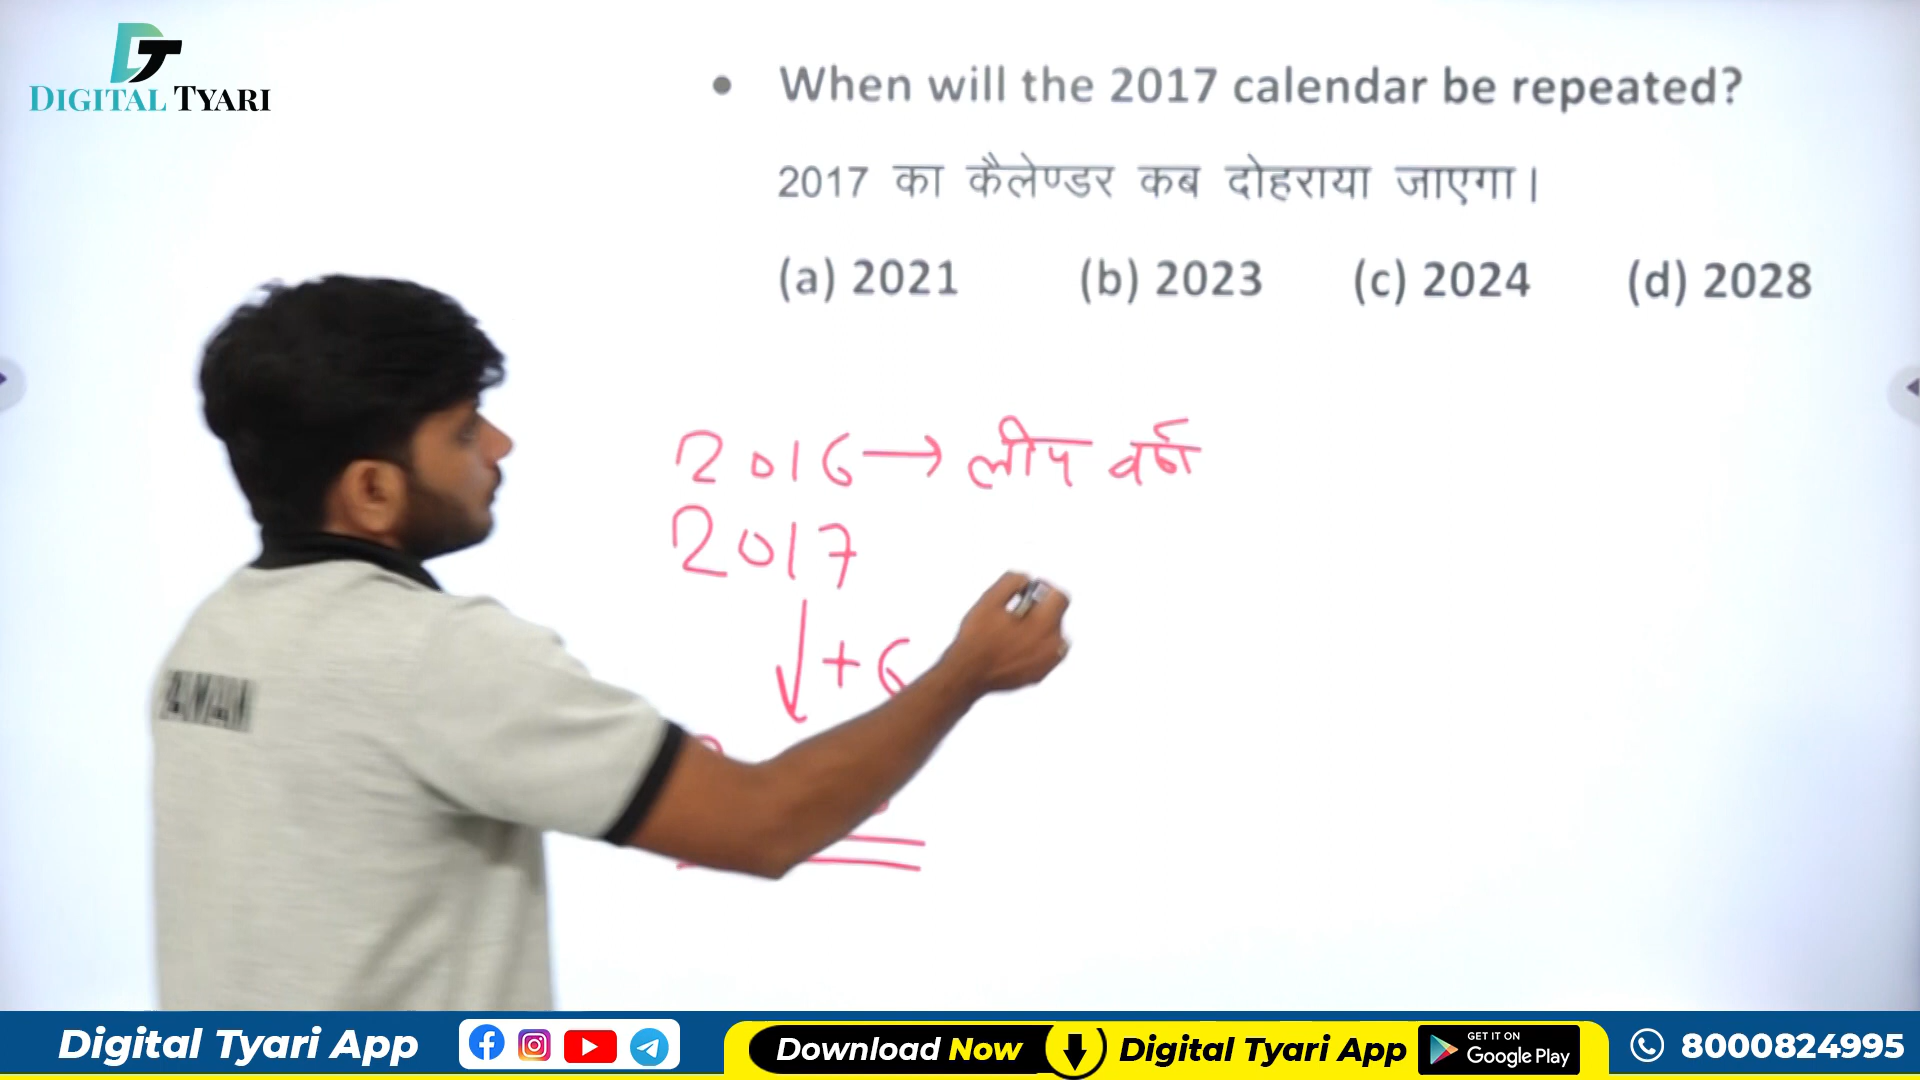 DIGITAL TYARI
• When will the 2017 calendar be repeated?
2017 का कैलेण्डर कब दोहराया जाएगा।
(a) 2021 (b) 2023 (c) 2024 (d) 2028
2016 → लीप वर्ष
2017
+ 6
Digital Tyari App
Download Now Digital Tyari App
GET IT ON
Google Play
8000824995